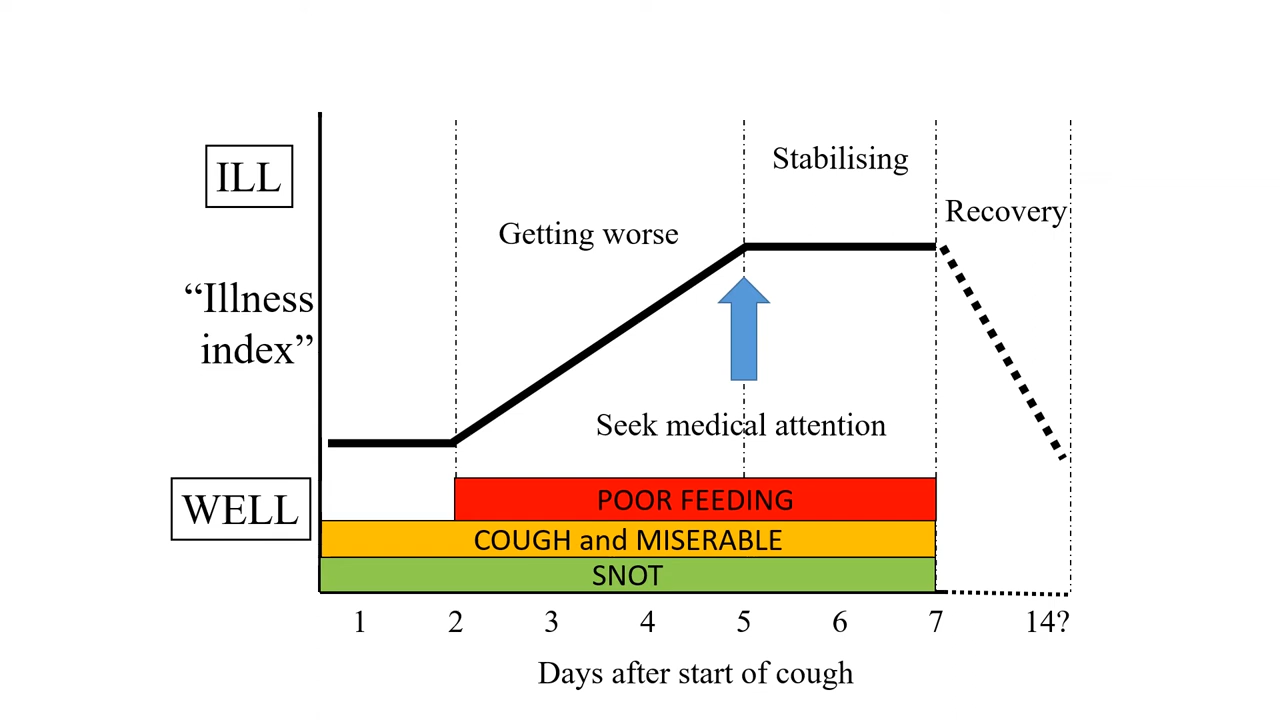 ILL
Stabilising
Recovery
Getting worse
“Illness
index”
Seek medical attention
WELL
POOR FEEDING
COUGH and MISERABLE
SNOT
1 2 3 4 5 6 7 14?
Days after start of cough